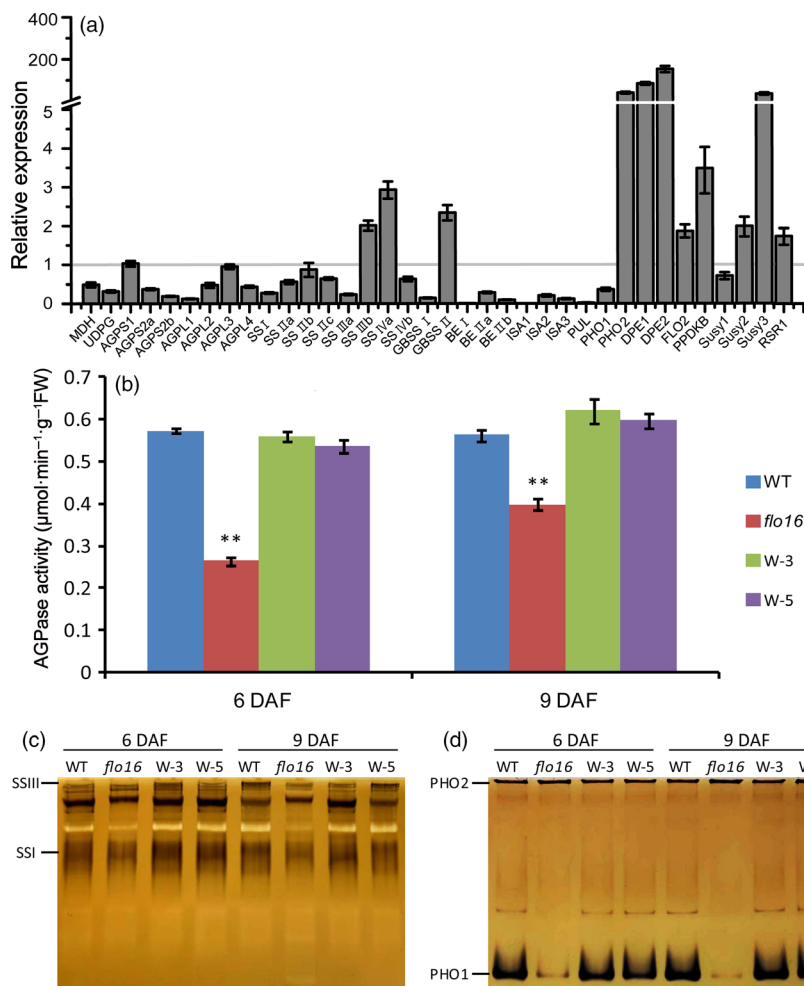 (a)
400
200
5
4
3
2
1
0
Relative expression
MDH
UDPG
AGPS1
AGPS2a
AGPS2b
AGPL1
AGPL2
AGPL3
AGPL4
SS I
SS IIa
SS IIb
SS IIc
SS IIIa
SS IIIb
SS IVa
SS IVb
GBSS I
GBSS II
BE I
BE IIa
BE IIb
ISA1
ISA2
ISA3
PUL
PHO1
PHO2
DPE1
DPE2
FLO2
PPDKB
Susy1
Susy2
Susy3
RSR1
(b)
0.7
0.6
0.5
0.4
0.3
0.2
0.1
0
AGPase activity (μmol·min⁻¹·g⁻¹FW)
**
**
6 DAF
9 DAF
WT
flo16
W-3
W-5
(c)
6 DAF 9 DAF
WT flo16 W-3 W-5 WT flo16 W-3 W-5
SSIII
SSI
(d)
6 DAF 9 DAF
WT flo16 W-3 W-5 WT flo16 W-3
PHO2
PHO1